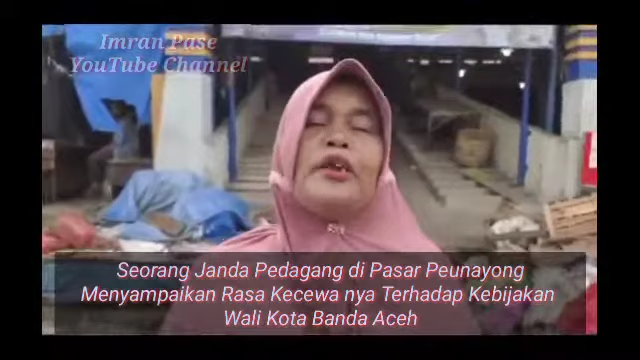 Imran Pase
YouTube Channel
Seorang Janda Pedagang di Pasar Peunayong
Menyampaikan Rasa Kecewa nya Terhadap Kebijakan
Wali Kota Banda Aceh